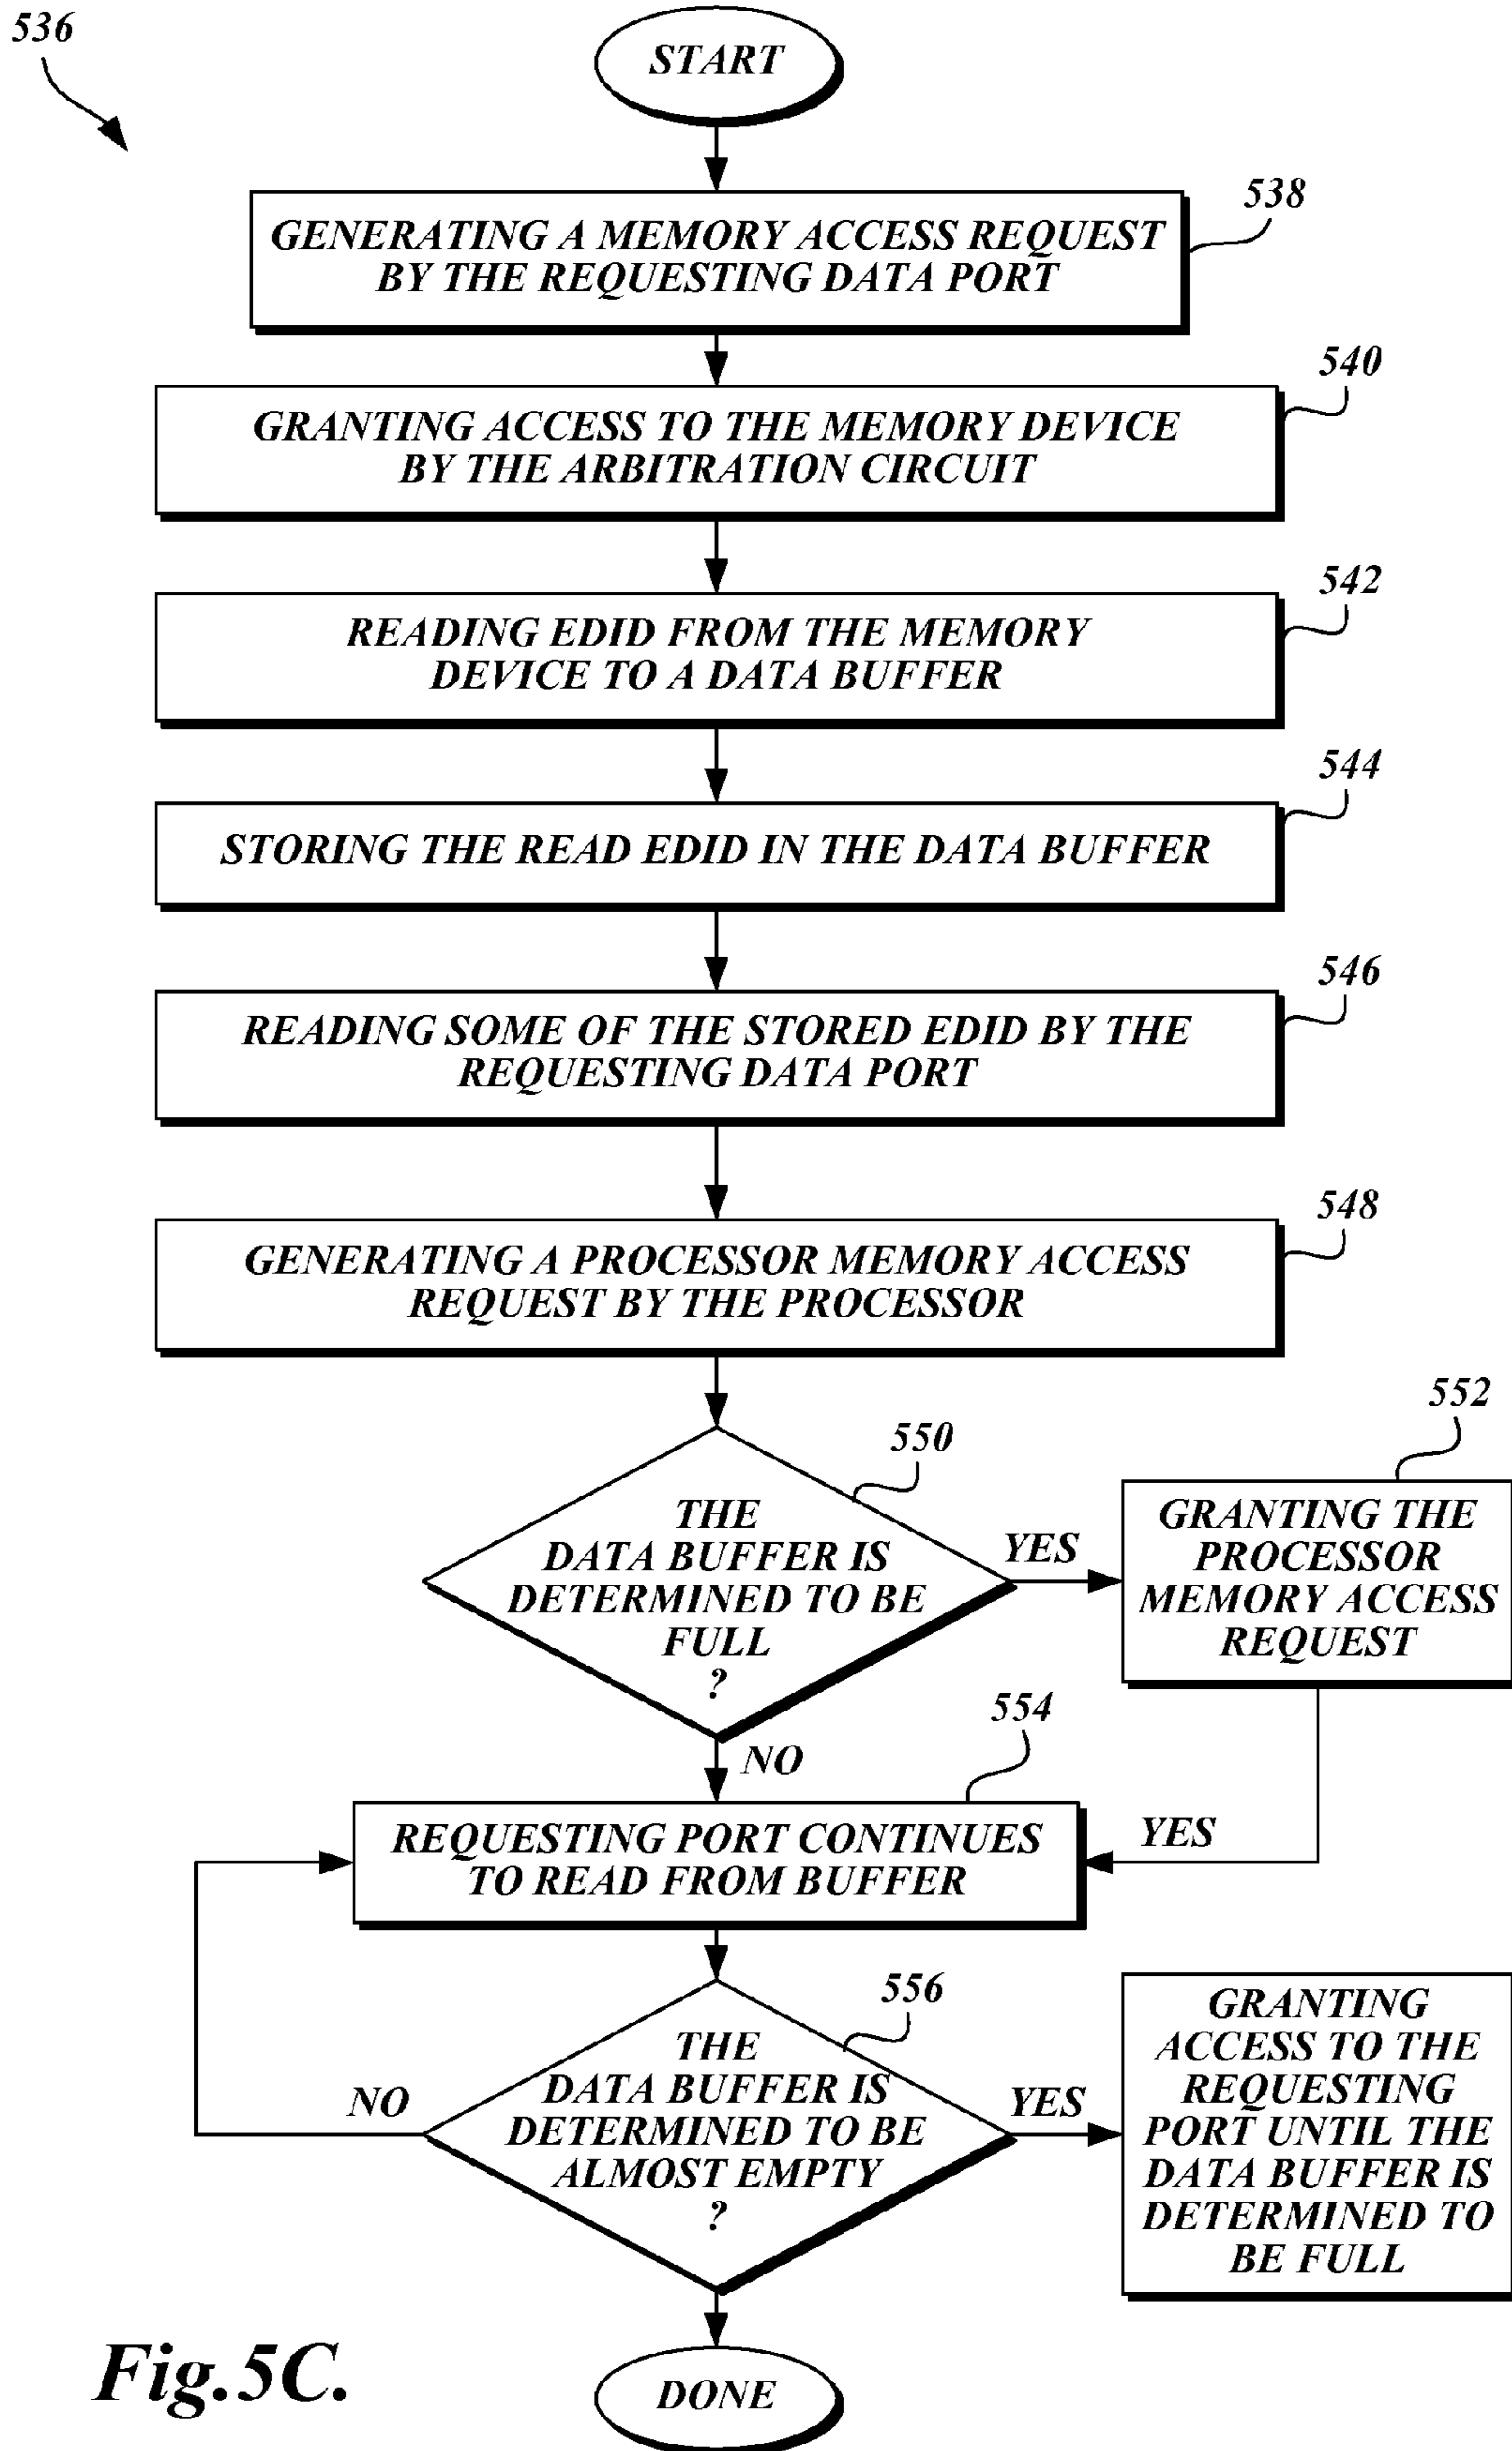 536
START
538
GENERATING A MEMORY ACCESS REQUEST
BY THE REQUESTING DATA PORT
540
GRANTING ACCESS TO THE MEMORY DEVICE
BY THE ARBITRATION CIRCUIT
542
READING EDID FROM THE MEMORY
DEVICE TO A DATA BUFFER
544
STORING THE READ EDID IN THE DATA BUFFER
546
READING SOME OF THE STORED EDID BY THE
REQUESTING DATA PORT
548
GENERATING A PROCESSOR MEMORY ACCESS
REQUEST BY THE PROCESSOR
550
THE
DATA BUFFER IS
DETERMINED TO BE
FULL
?
YES
552
GRANTING THE
PROCESSOR
MEMORY ACCESS
REQUEST
NO
554
REQUESTING PORT CONTINUES
TO READ FROM BUFFER
YES
556
THE
DATA BUFFER IS
DETERMINED TO BE
ALMOST EMPTY
?
NO
YES
GRANTING
ACCESS TO THE
REQUESTING
PORT UNTIL THE
DATA BUFFER IS
DETERMINED TO
BE FULL
DONE
Fig.5C.